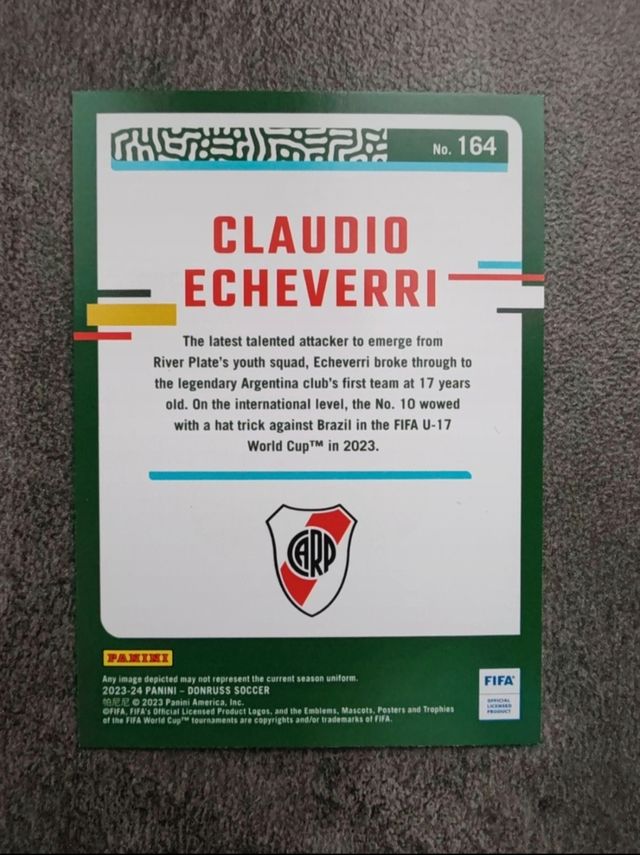 No. 164
CLAUDIO
ECHEVERRI
The latest talented attacker to emerge from
River Plate's youth squad, Echeverri broke through to
the legendary Argentina club's first team at 17 years
old. On the international level, the No. 10 wowed
with a hat trick against Brazil in the FIFA U-17
World Cup™ in 2023.
CARP
PANINI
Any image depicted may not represent the current season uniform.
2023-24 PANINI – DONRUSS SOCCER
帕尼尼 © 2023 Panini America, Inc.
©FIFA, FIFA's Official Licensed Product Logos, and the Emblems, Mascots, Posters and Trophies
of the FIFA World Cup™ tournaments are copyrights and/or trademarks of FIFA.
FIFA®
OFFICIAL
LICENSED
PRODUCT